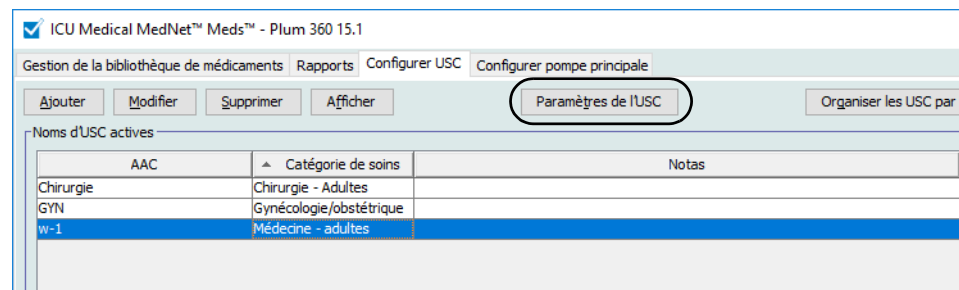 ICU Medical MedNet™ Meds™ - Plum 360 15.1
Gestion de la bibliothèque de médicaments Rapports Configurer USC Configurer pompe principale
Ajouter Modifier Supprimer Afficher Paramètres de l'USC Organiser les USC par
Noms d'USC actives
AAC Catégorie de soins Notas
Chirurgie Chirurgie - Adultes
GYN Gynécologie/obstétrique
w-1 Médecine - adultes